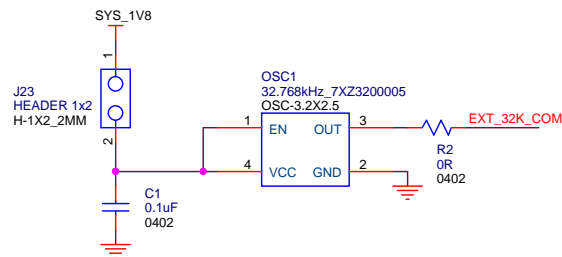 SYS_1V8
1
J23
HEADER 1x2
H-1X2_2MM
2
C1
0.1uF
0402
OSC1
32.768kHz_7XZ3200005
OSC-3.2X2.5
1 EN OUT 3
4 VCC GND 2
EXT_32K_COM
R2
0R
0402